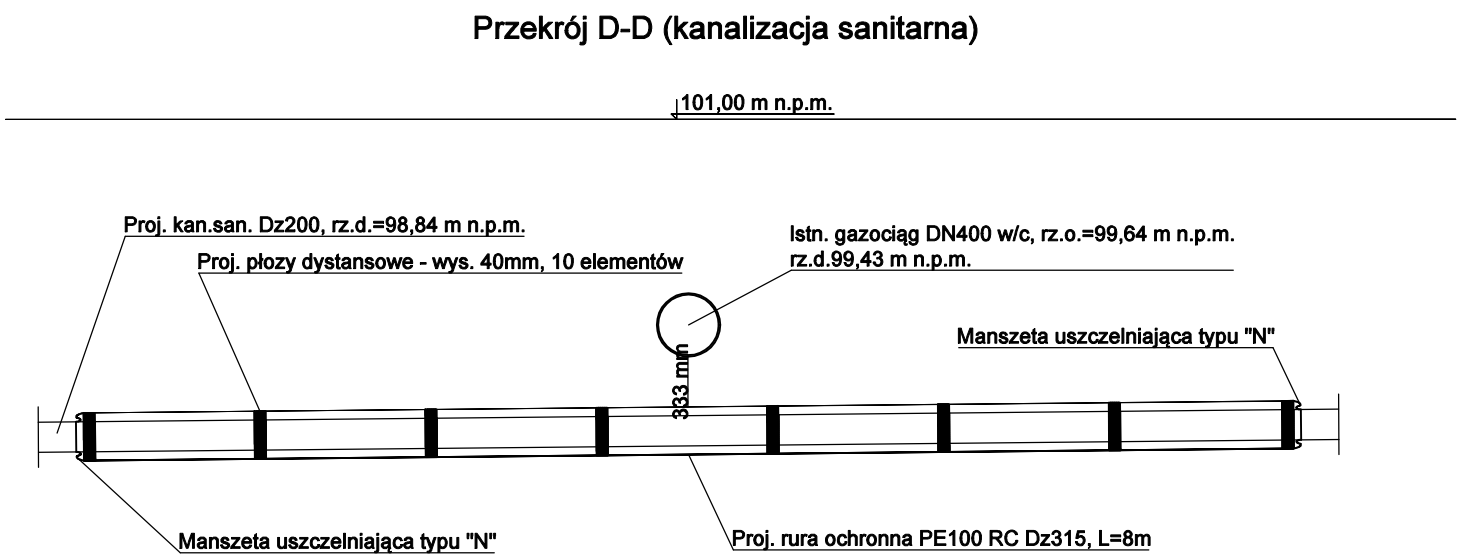 Przekrój D-D (kanalizacja sanitarna)
101,00 m n.p.m.
Proj. kan.san. Dz200, rz.d.=98,84 m n.p.m.
Proj. płozy dystansowe - wys. 40mm, 10 elementów
Istn. gazociąg DN400 w/c, rz.o.=99,64 m n.p.m.
rz.d.99,43 m n.p.m.
Manszeta uszczelniająca typu "N"
333 mm
Manszeta uszczelniająca typu "N"
Proj. rura ochronna PE100 RC Dz315, L=8m